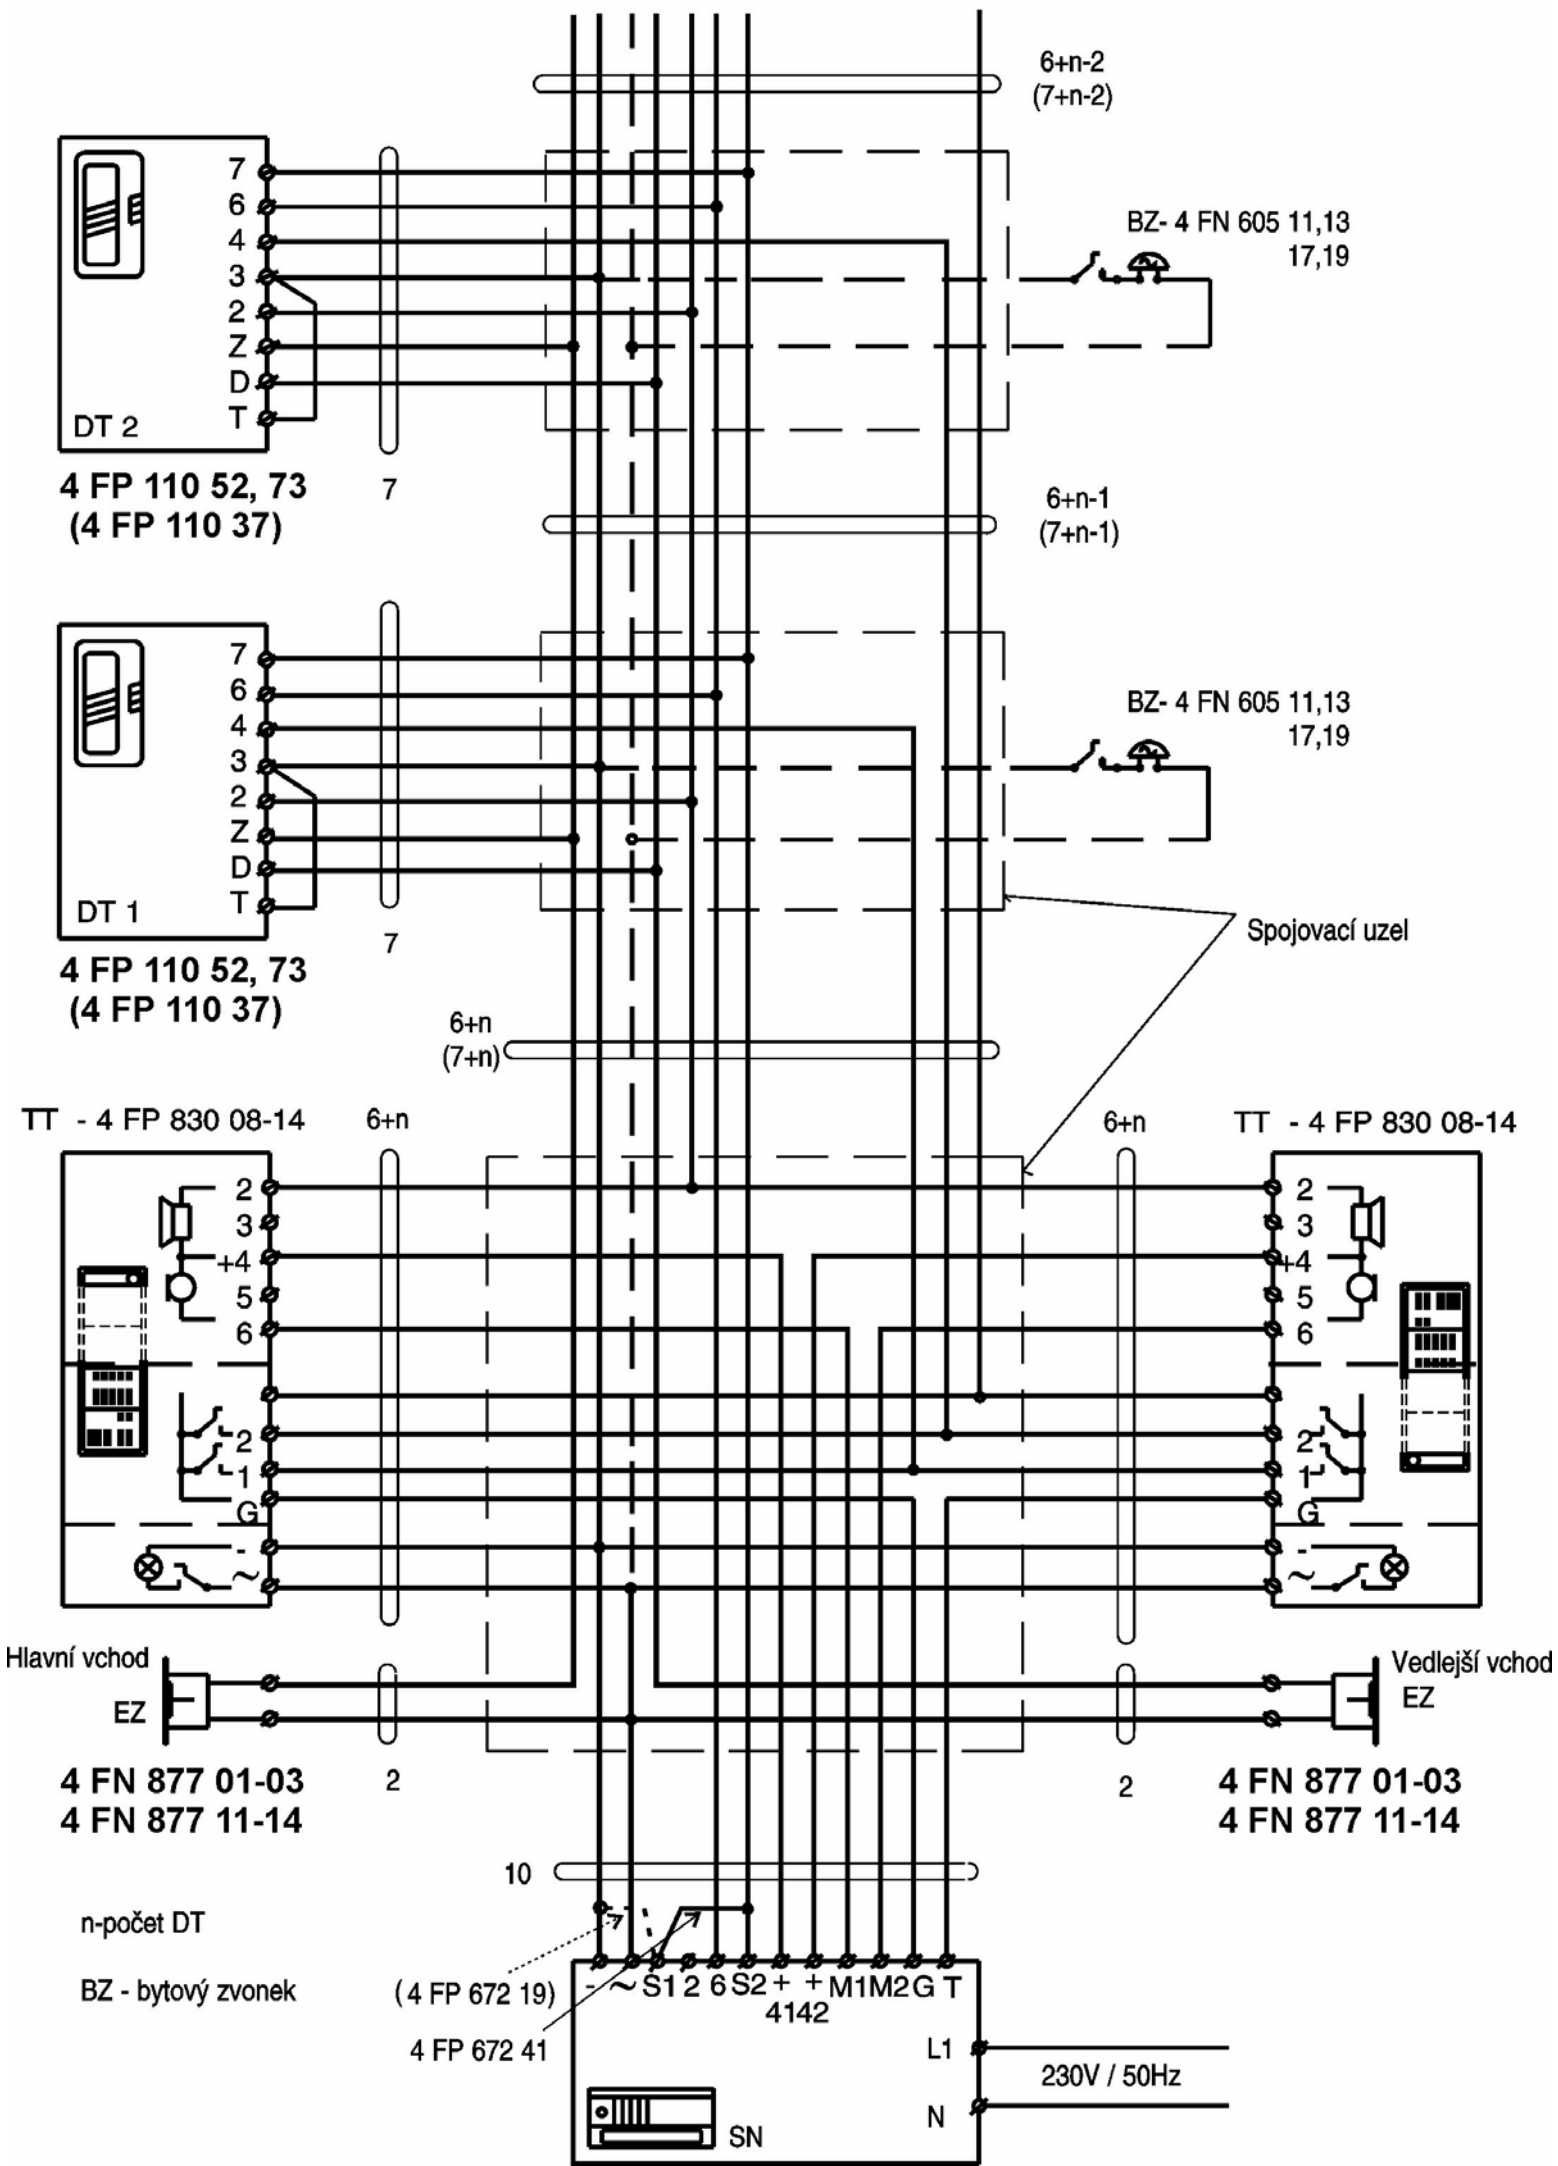 6+n-2
(7+n-2)
7
6
4
3
2
Z
D
T
DT 2
4 FP 110 52, 73
(4 FP 110 37)
7
BZ- 4 FN 605 11,13
17,19
6+n-1
(7+n-1)
7
6
4
3
2
Z
D
T
DT 1
4 FP 110 52, 73
(4 FP 110 37)
7
BZ- 4 FN 605 11,13
17,19
Spojovací uzel
6+n
(7+n)
TT - 4 FP 830 08-14
6+n
6+n
TT - 4 FP 830 08-14
2
3
+4
5
6
2
1
G
-
~
2
3
+4
5
6
2
1
G
-
~
Hlavní vchod
EZ
4 FN 877 01-03
4 FN 877 11-14
2
Vedlejší vchod
EZ
4 FN 877 01-03
4 FN 877 11-14
2
10
n-počet DT
BZ - bytový zvonek
(4 FP 672 19)
4 FP 672 41
- ~ S1 2 6 S2 + + M1 M2 G T
4142
L1
230V / 50Hz
N
SN